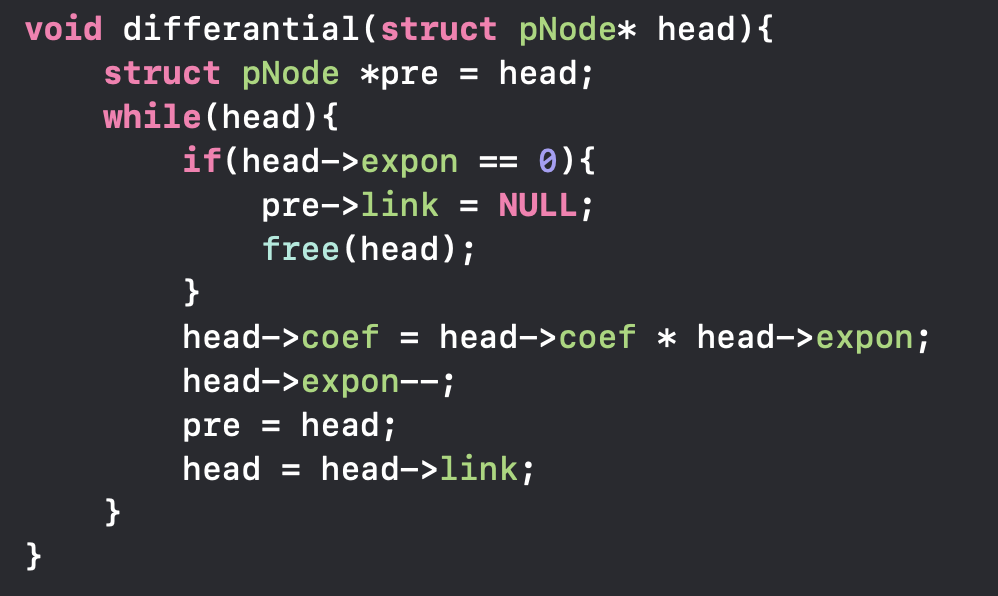 void differantial(struct pNode* head){
    struct pNode *pre = head;
    while(head){
        if(head->expon == 0){
            pre->link = NULL;
            free(head);
        }
        head->coef = head->coef * head->expon;
        head->expon--;
        pre = head;
        head = head->link;
    }
}